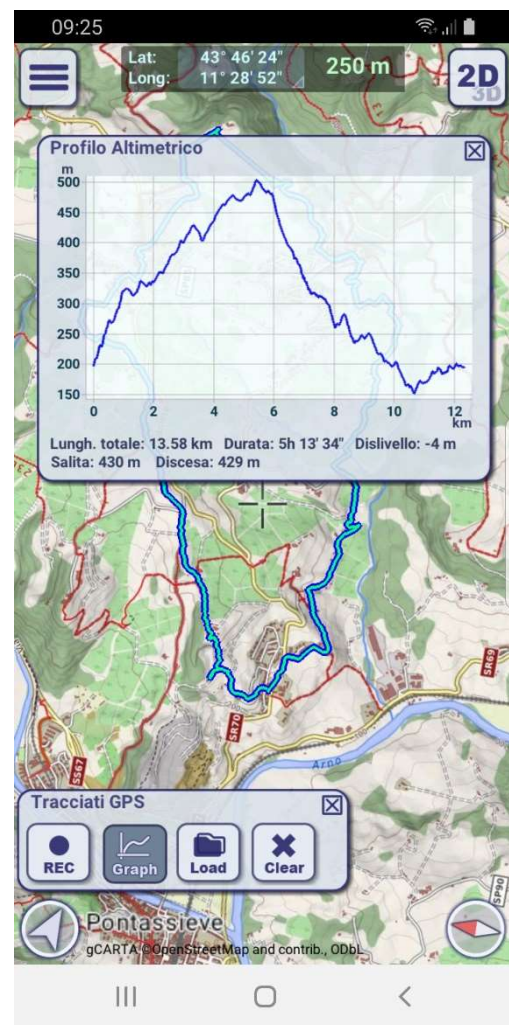 09:25
Lat: 43° 46' 24"
Long: 11° 28' 52"
250 m
2D
3D
Profilo Altimetrico
m
500
450
400
350
300
250
200
150
0 2 4 6 8 10 12
km
Lungh. totale: 13.58 km Durata: 5h 13' 34" Dislivello: -4 m
Salita: 430 m Discesa: 429 m
SR69
SR70
Arno
SS67
Tracciati GPS
REC Graph Load Clear
SP90
Pontassieve
gCARTA ©OpenStreetMap and contrib., ODbL